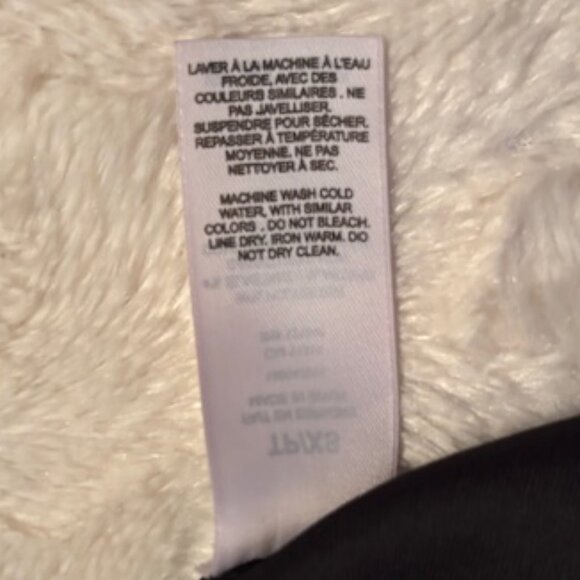 LAVER À LA MACHINE À L'EAU
FROIDE, AVEC DES
COULEURS SIMILAIRES . NE
PAS JAVELLISER.
SUSPENDRE POUR SÉCHER.
REPASSER À TEMPÉRATURE
MOYENNE. NE PAS
NETTOYER À SEC.
MACHINE WASH COLD
WATER, WITH SIMILAR
COLORS . DO NOT BLEACH.
LINE DRY. IRON WARM. DO
NOT DRY CLEAN.
TP/XS